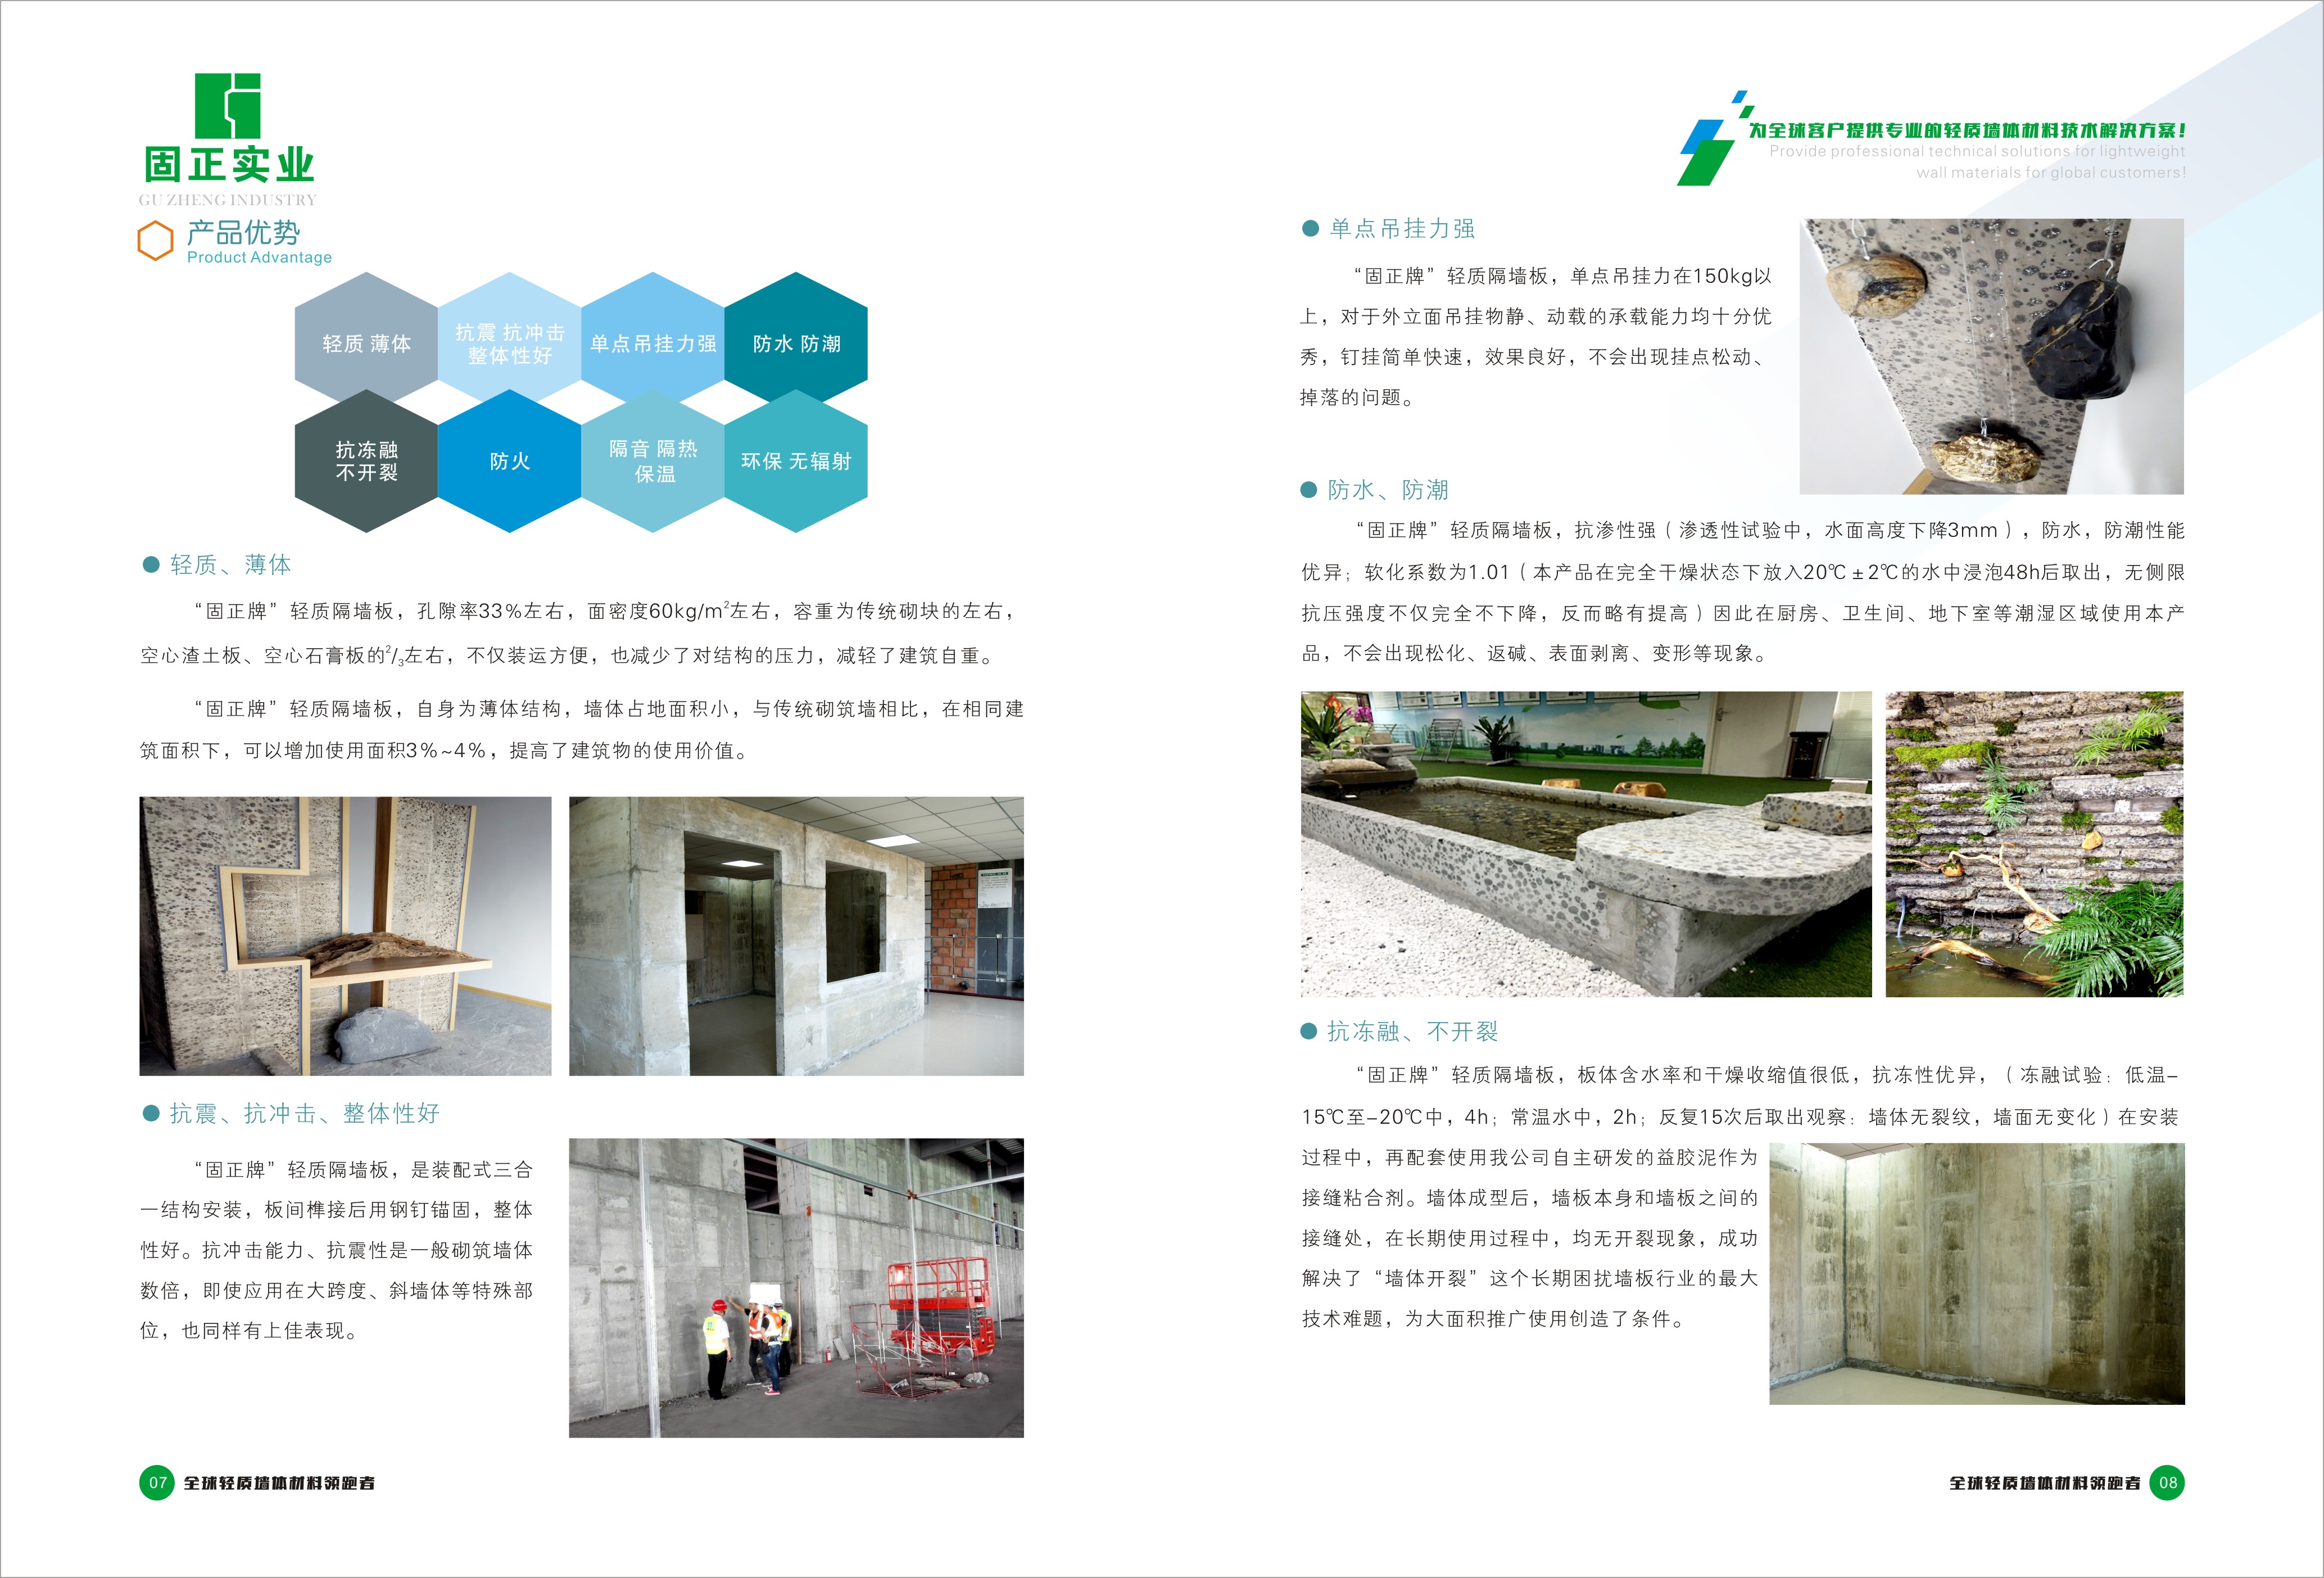 固正实业
GU ZHENG INDUSTRY
产品优势
Product Advantage
轻质 薄体
抗震 抗冲击
整体性好
单点吊挂力强
防水 防潮
抗冻融
不开裂
防火
隔音 隔热
保温
环保 无辐射
● 轻质、薄体
“固正牌”轻质隔墙板，孔隙率33%左右，面密度60kg/m²左右，容重为传统砌块的左右，
空心渣土板、空心石膏板的2/3左右，不仅装运方便，也减少了对结构的压力，减轻了建筑自重。
“固正牌”轻质隔墙板，自身为薄体结构，墙体占地面积小，与传统砌筑墙相比，在相同建
筑面积下，可以增加使用面积3%~4%，提高了建筑物的使用价值。
● 抗震、抗冲击、整体性好
“固正牌”轻质隔墙板，是装配式三合
一结构安装，板间榫接后用钢钉锚固，整体
性好。抗冲击能力、抗震性是一般砌筑墙体
数倍，即使应用在大跨度、斜墙体等特殊部
位，也同样有上佳表现。
07 全球轻质墙体材料领跑者
为全球客户提供专业的轻质墙体材料技术解决方案！
Provide professional technical solutions for lightweight
wall materials for global customers!
● 单点吊挂力强
“固正牌”轻质隔墙板，单点吊挂力在150kg以
上，对于外立面吊挂物静、动载的承载能力均十分优
秀，钉挂简单快速，效果良好，不会出现挂点松动、
掉落的问题。
● 防水、防潮
“固正牌”轻质隔墙板，抗渗性强（渗透性试验中，水面高度下降3mm），防水，防潮性能
优异；软化系数为1.01（本产品在完全干燥状态下放入20℃±2℃的水中浸泡48h后取出，无侧限
抗压强度不仅完全不下降，反而略有提高）因此在厨房、卫生间、地下室等潮湿区域使用本产
品，不会出现松化、返碱、表面剥离、变形等现象。
● 抗冻融、不开裂
“固正牌”轻质隔墙板，板体含水率和干燥收缩值很低，抗冻性优异，（冻融试验：低温-
15℃至-20℃中，4h；常温水中，2h；反复15次后取出观察：墙体无裂纹，墙面无变化）在安装
过程中，再配套使用我公司自主研发的益胶泥作为
接缝粘合剂。墙体成型后，墙板本身和墙板之间的
接缝处，在长期使用过程中，均无开裂现象，成功
解决了“墙体开裂”这个长期困扰墙板行业的最大
技术难题，为大面积推广使用创造了条件。
全球轻质墙体材料领跑者 08